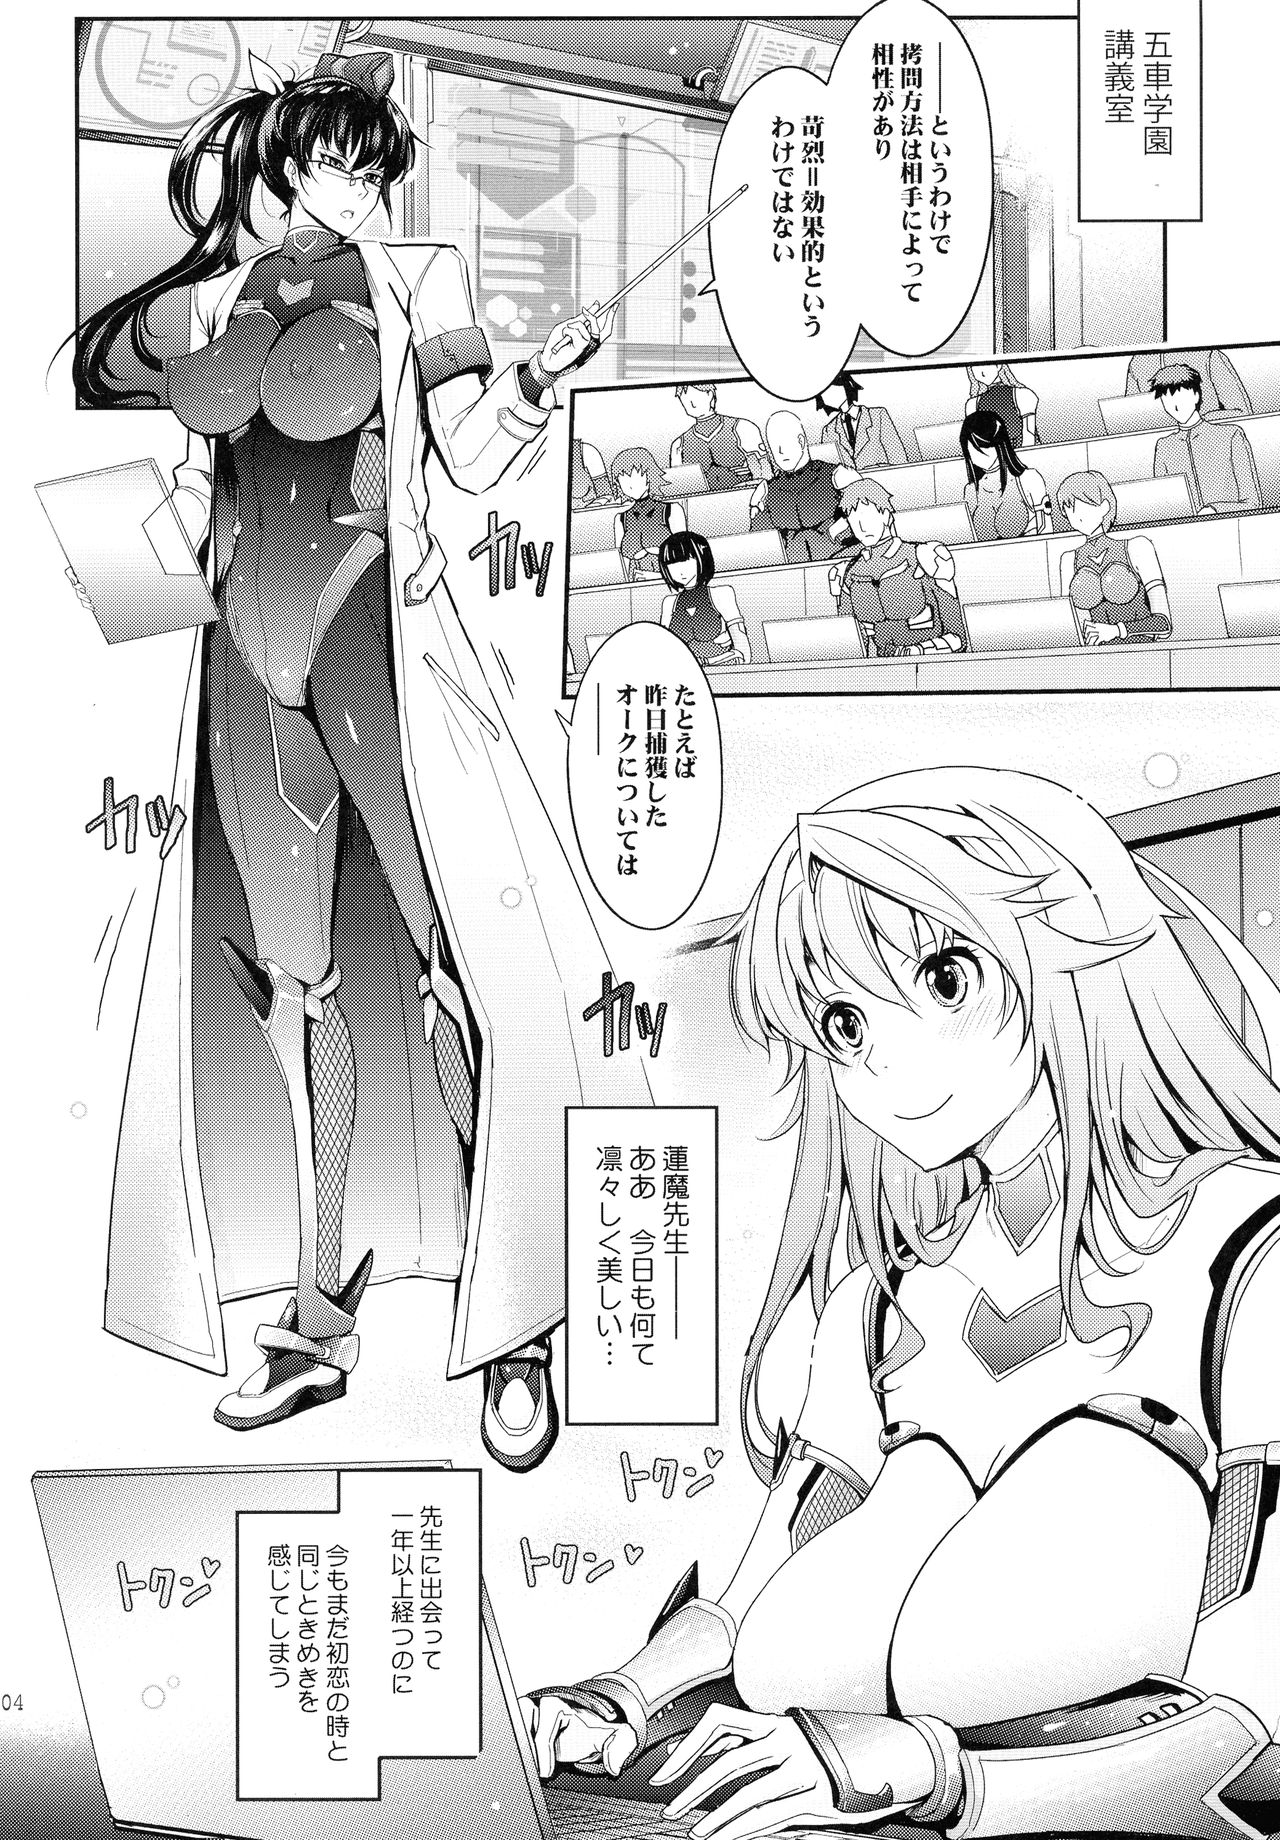 五車学園
講義室
――というわけで
拷問方法は相手によって
相性があり
苛烈＝効果的という
わけではない
カッ
たとえば
昨日捕獲した
オークについては
――
カッ
カッ
蓮魔先生――
ああ　今日も何て
凛々しく美しい…
トクン♡
トクン♡
トクン♡
先生に出会って
一年以上経つのに
今もまだ初恋の時と
同じときめきを
感じてしまう
04